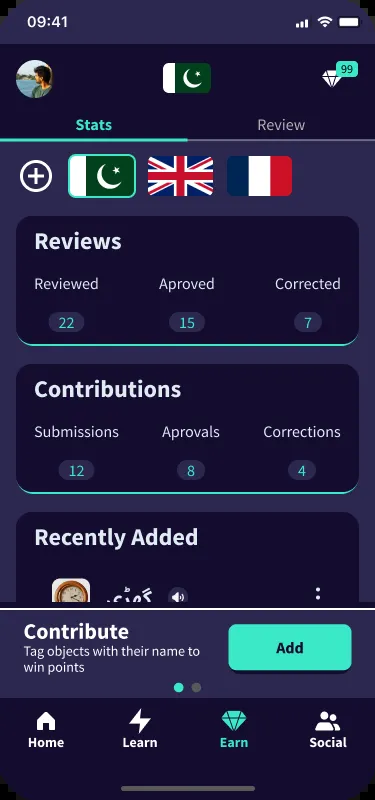 09:41
99
Stats Review
Reviews
Reviewed Aproved Corrected
22 15 7
Contributions
Submissions Aprovals Corrections
12 8 4
Recently Added
گھڑی
Contribute
Tag objects with their name to
win points
Add
Home Learn Earn Social